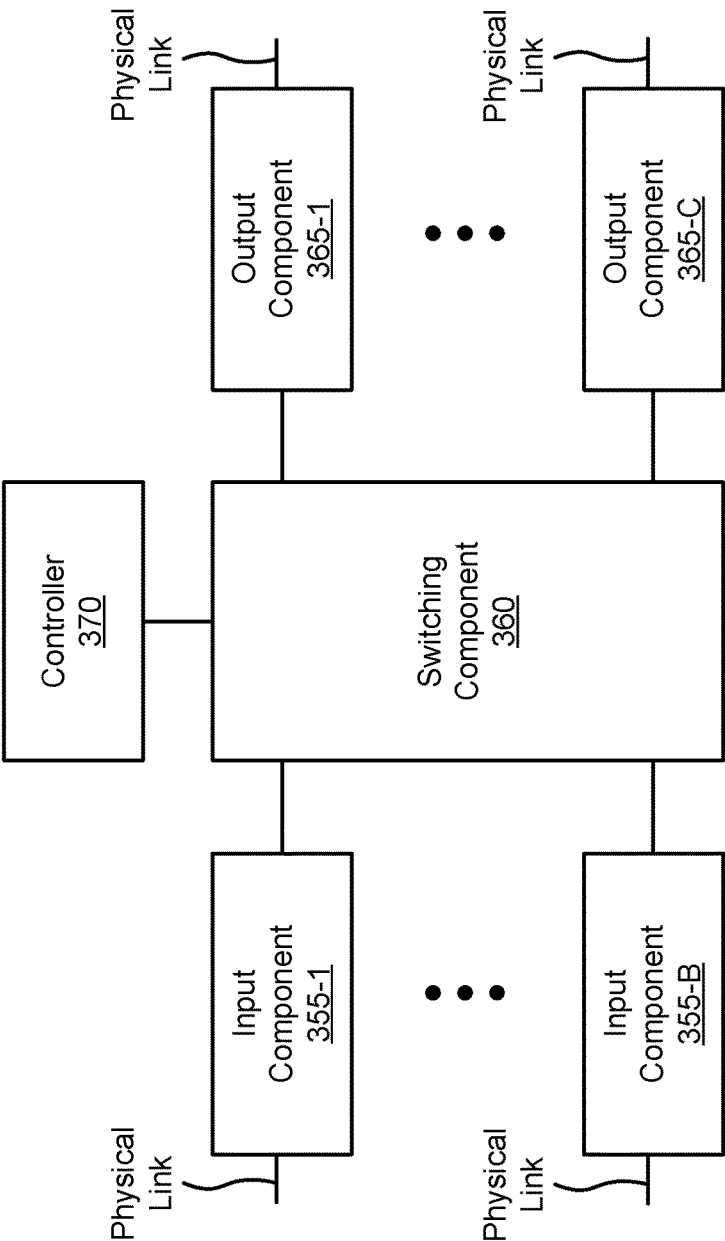 Controller
370
Physical
Link
Input
Component
355-1
Switching
Component
360
Output
Component
365-1
Physical
Link
Physical
Link
Input
Component
355-B
Output
Component
365-C
Physical
Link